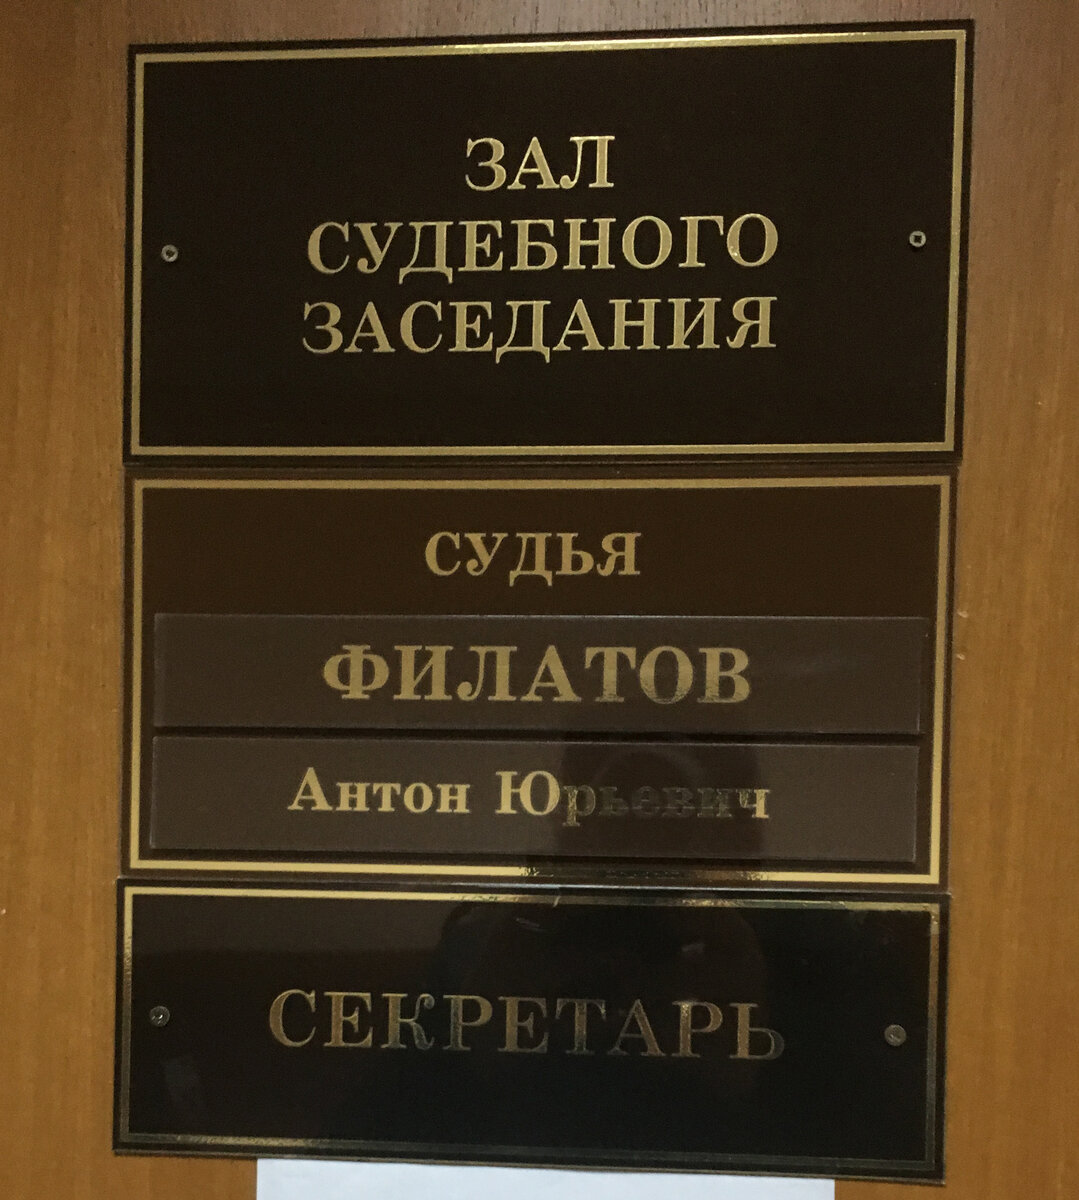 ЗАЛ
СУДЕБНОГО
ЗАСЕДАНИЯ
СУДЬЯ
ФИЛАТОВ
Антон Юрьевич
СЕКРЕТАРЬ